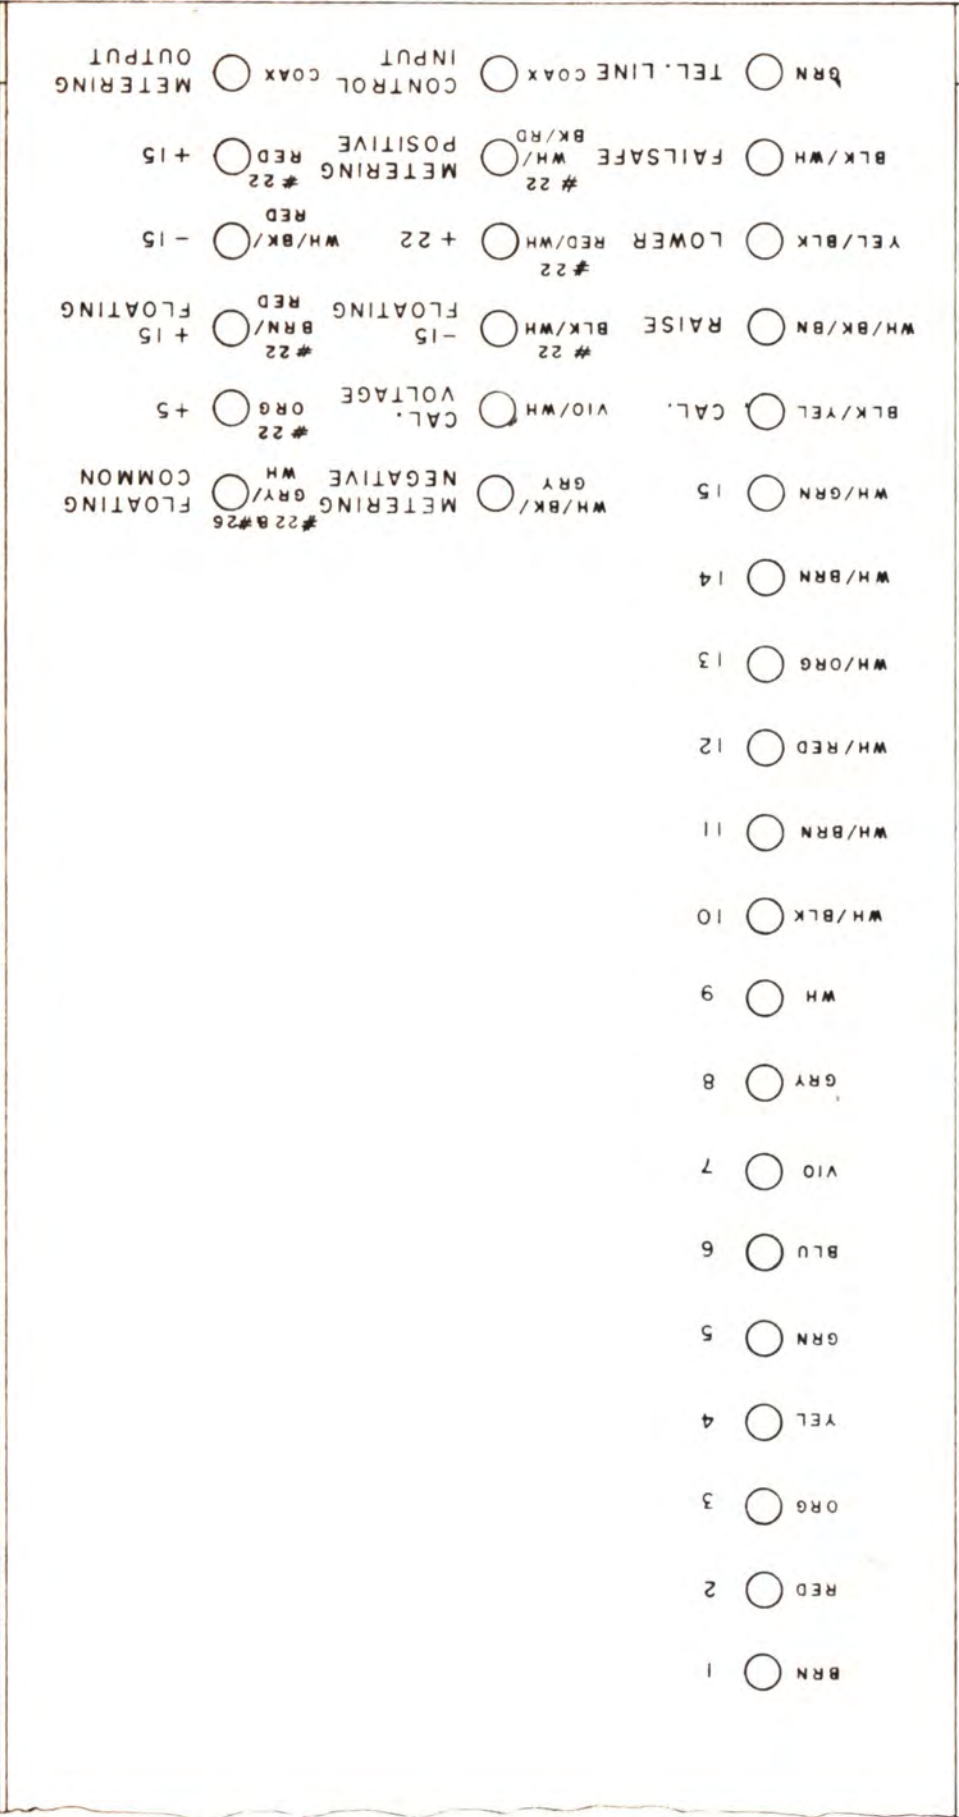 BRN 1
RED 2
ORG 3
YEL 4
GRN 5
BLU 6
VIO 7
GRY 8
WH 9
WH/BLK 10
WH/BRN 11
WH/RED 12
WH/ORG 13
WH/BRN 14
WH/GRN 15
BLK/YEL CAL.
WH/BK/BN RAISE
YEL/BLK LOWER
BLK/WH FAILSAFE
TEL. LINE
WH/BK/
GRY
METERING
NEGATIVE
VIO/WH
CAL.
VOLTAGE
# 22
BLK/WH
-15
FLOATING
#22
RED/WH
+ 22
# 22
WH/
BK/RD
METERING
POSITIVE
COAX
CONTROL
INPUT
#22&#26
GRY/
WH
FLOATING
COMMON
# 22
ORG
+5
#22
BRN/
RED
+ 15
FLOATING
WH/BK/
RED
- 15
#22
RED
+15
COAX
METERING
OUTPUT